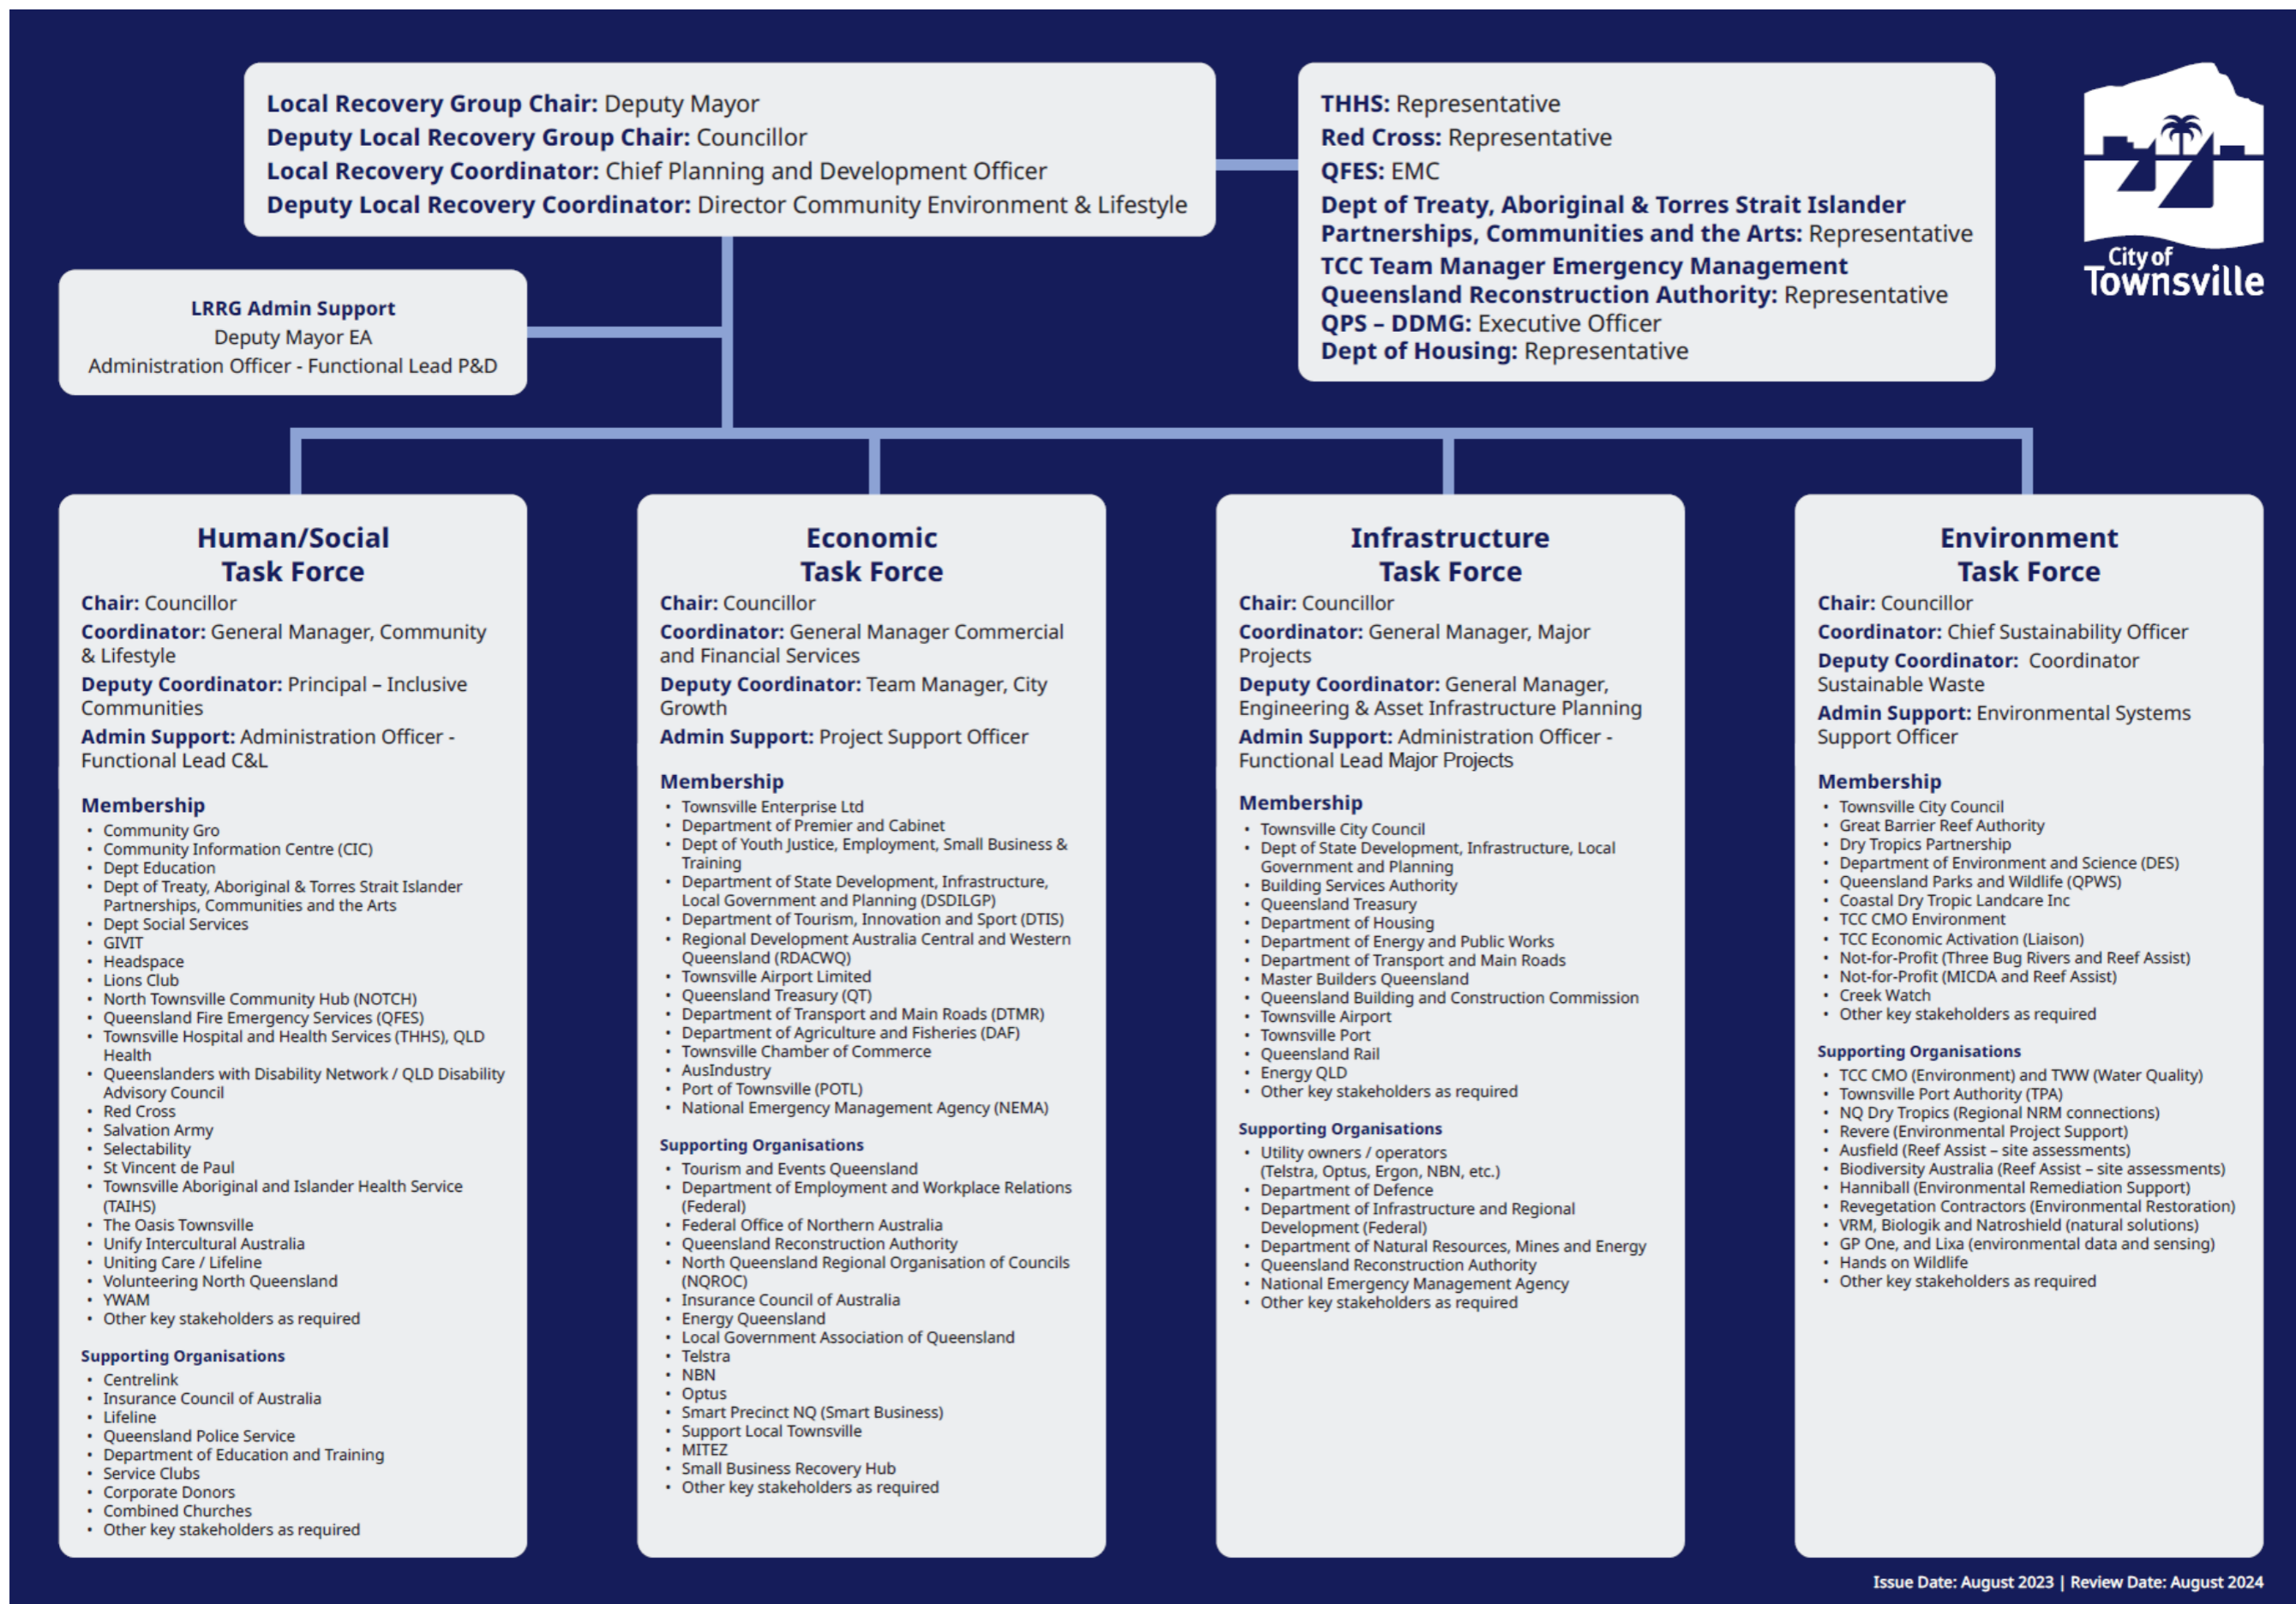 Local Recovery Group Chair: Deputy Mayor
Deputy Local Recovery Group Chair: Councillor
Local Recovery Coordinator: Chief Planning and Development Officer
Deputy Local Recovery Coordinator: Director Community Environment & Lifestyle
THHS: Representative
Red Cross: Representative
QFES: EMC
Dept of Treaty, Aboriginal & Torres Strait Islander
Partnerships, Communities and the Arts: Representative
TCC Team Manager Emergency Management
Queensland Reconstruction Authority: Representative
QPS – DDMG: Executive Officer
Dept of Housing: Representative
City of
Townsville
LRRG Admin Support
Deputy Mayor EA
Administration Officer - Functional Lead P&D
Human/Social
Task Force
Chair: Councillor
Coordinator: General Manager, Community
& Lifestyle
Deputy Coordinator: Principal – Inclusive
Communities
Admin Support: Administration Officer -
Functional Lead C&L
Membership
• Community Gro
• Community Information Centre (CIC)
• Dept Education
• Dept of Treaty, Aboriginal & Torres Strait Islander
Partnerships, Communities and the Arts
• Dept Social Services
• GIVIT
• Headspace
• Lions Club
• North Townsville Community Hub (NOTCH)
• Queensland Fire Emergency Services (QFES)
• Townsville Hospital and Health Services (THHS), QLD
Health
• Queenslanders with Disability Network / QLD Disability
Advisory Council
• Red Cross
• Salvation Army
• Selectability
• St Vincent de Paul
• Townsville Aboriginal and Islander Health Service
(TAIHS)
• The Oasis Townsville
• Unify Intercultural Australia
• Uniting Care / Lifeline
• Volunteering North Queensland
• YWAM
• Other key stakeholders as required
Supporting Organisations
• Centrelink
• Insurance Council of Australia
• Lifeline
• Queensland Police Service
• Department of Education and Training
• Service Clubs
• Corporate Donors
• Combined Churches
• Other key stakeholders as required
Economic
Task Force
Chair: Councillor
Coordinator: General Manager Commercial
and Financial Services
Deputy Coordinator: Team Manager, City
Growth
Admin Support: Project Support Officer
Membership
• Townsville Enterprise Ltd
• Department of Premier and Cabinet
• Dept of Youth Justice, Employment, Small Business &
Training
• Department of State Development, Infrastructure,
Local Government and Planning (DSDILGP)
• Department of Tourism, Innovation and Sport (DTIS)
• Regional Development Australia Central and Western
Queensland (RDACWQ)
• Townsville Airport Limited
• Queensland Treasury (QT)
• Department of Transport and Main Roads (DTMR)
• Department of Agriculture and Fisheries (DAF)
• Townsville Chamber of Commerce
• AusIndustry
• Port of Townsville (POTL)
• National Emergency Management Agency (NEMA)
Supporting Organisations
• Tourism and Events Queensland
• Department of Employment and Workplace Relations
(Federal)
• Federal Office of Northern Australia
• Queensland Reconstruction Authority
• North Queensland Regional Organisation of Councils
(NQROC)
• Insurance Council of Australia
• Energy Queensland
• Local Government Association of Queensland
• Telstra
• NBN
• Optus
• Smart Precinct NQ (Smart Business)
• Support Local Townsville
• MITEZ
• Small Business Recovery Hub
• Other key stakeholders as required
Infrastructure
Task Force
Chair: Councillor
Coordinator: General Manager, Major
Projects
Deputy Coordinator: General Manager,
Engineering & Asset Infrastructure Planning
Admin Support: Administration Officer -
Functional Lead Major Projects
Membership
• Townsville City Council
• Dept of State Development, Infrastructure, Local
Government and Planning
• Building Services Authority
• Queensland Treasury
• Department of Housing
• Department of Energy and Public Works
• Department of Transport and Main Roads
• Master Builders Queensland
• Queensland Building and Construction Commission
• Townsville Airport
• Townsville Port
• Queensland Rail
• Energy QLD
• Other key stakeholders as required
Supporting Organisations
• Utility owners / operators
(Telstra, Optus, Ergon, NBN, etc.)
• Department of Defence
• Department of Infrastructure and Regional
Development (Federal)
• Department of Natural Resources, Mines and Energy
• Queensland Reconstruction Authority
• National Emergency Management Agency
• Other key stakeholders as required
Environment
Task Force
Chair: Councillor
Coordinator: Chief Sustainability Officer
Deputy Coordinator: Coordinator
Sustainable Waste
Admin Support: Environmental Systems
Support Officer
Membership
• Townsville City Council
• Great Barrier Reef Authority
• Dry Tropics Partnership
• Department of Environment and Science (DES)
• Queensland Parks and Wildlife (QPWS)
• Coastal Dry Tropic Landcare Inc
• TCC CMO Environment
• TCC Economic Activation (Liaison)
• Not-for-Profit (Three Bug Rivers and Reef Assist)
• Not-for-Profit (MICDA and Reef Assist)
• Creek Watch
• Other key stakeholders as required
Supporting Organisations
• TCC CMO (Environment) and TWW (Water Quality)
• Townsville Port Authority (TPA)
• NQ Dry Tropics (Regional NRM connections)
• Revere (Environmental Project Support)
• Ausfield (Reef Assist – site assessments)
• Biodiversity Australia (Reef Assist – site assessments)
• Hanniball (Environmental Remediation Support)
• Revegetation Contractors (Environmental Restoration)
• VRM, Biologik and Natroshield (natural solutions)
• GP One, and Lixa (environmental data and sensing)
• Hands on Wildlife
• Other key stakeholders as required
Issue Date: August 2023 | Review Date: August 2024